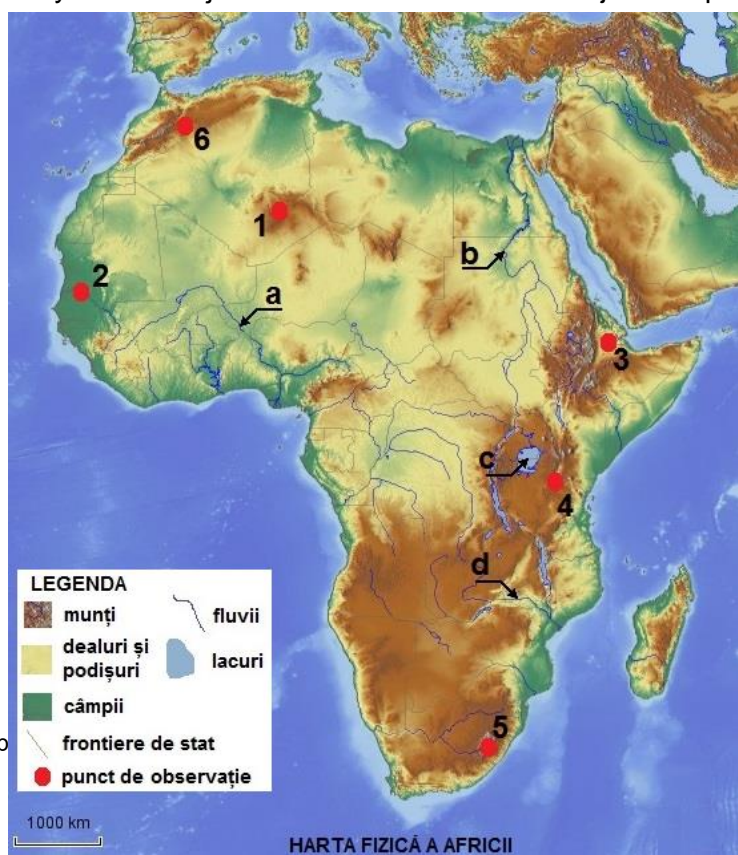 6
1
2
b
a
3
c
4
d
5
LEGENDA
munți
fluvii
dealuri și
podișuri
lacuri
câmpii
frontiere de stat
punct de observație
1000 km
HARTA FIZICĂ A AFRICII